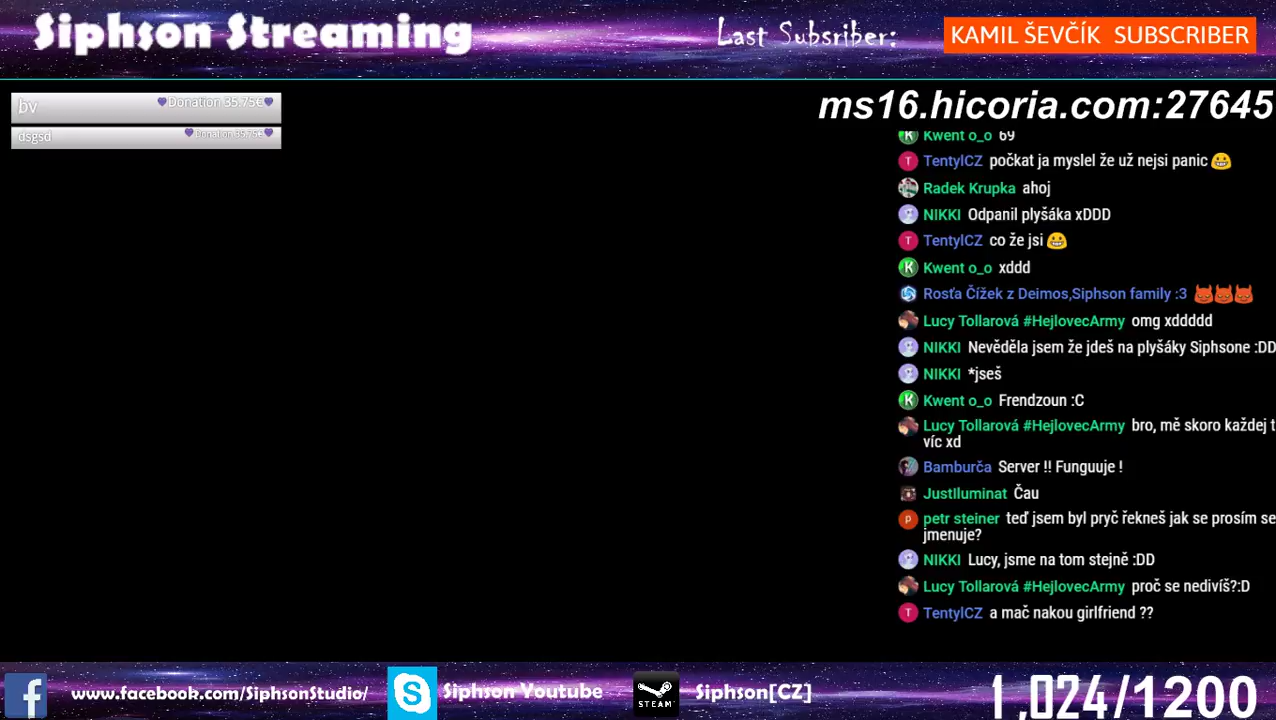 Siphson Streaming
Last Subsriber:
KAMIL ŠEVČÍK SUBSCRIBER
bv Donation 35.75€
dsgsd Donation 35.75€
ms16.hicoria.com:27645
Kwent o_o 69
TentylCZ počkat ja myslel že už nejsi panic
Radek Krupka ahoj
NIKKI Odpanil plyšáka xDDD
TentylCZ co že jsi
Kwent o_o xddd
Rosťa Čížek z Deimos,Siphson family :3
Lucy Tollarová #HejlovecArmy omg xddddd
NIKKI Nevěděla jsem že jdeš na plyšáky Siphsone :DD
NIKKI *jseš
Kwent o_o Frendzoun :C
Lucy Tollarová #HejlovecArmy bro, mě skoro každej t
víc xd
Bamburča Server !! Funguuje !
JustIluminat Čau
petr steiner teď jsem byl pryč řekneš jak se prosím se
jmenuje?
NIKKI Lucy, jsme na tom stejně :DD
Lucy Tollarová #HejlovecArmy proč se nedivíš?:D
TentylCZ a mač nakou girlfriend ??
www.facebook.com/SiphsonStudio/
Siphson Youtube
STEAM
Siphson[CZ]
1,024/1200